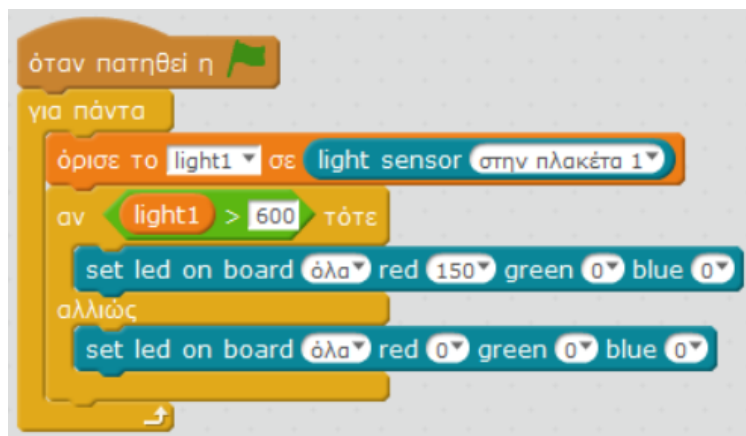 όταν πατηθεί η
για πάντα
όρισε το light1 σε light sensor στην πλακέτα 1
αν light1 > 600 τότε
set led on board όλα red 150 green 0 blue 0
αλλιώς
set led on board όλα red 0 green 0 blue 0